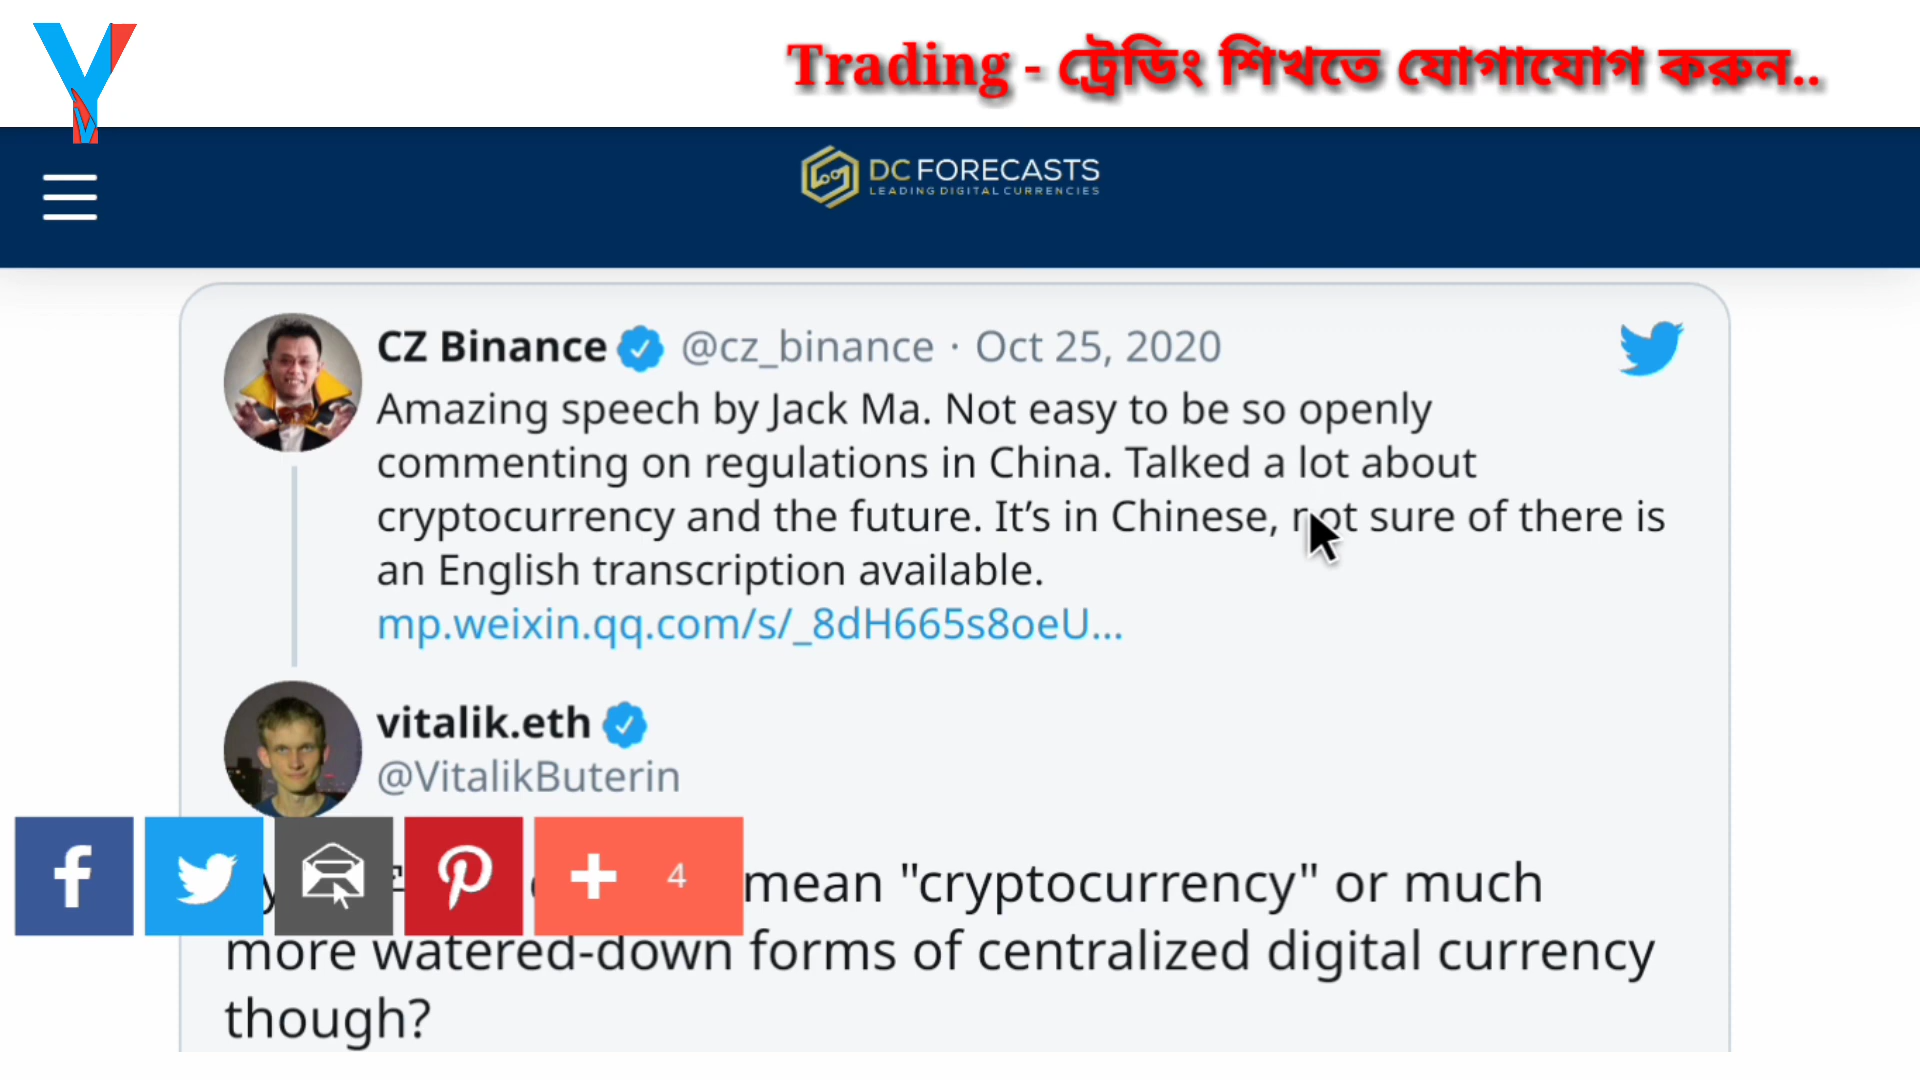 Trading - ট্রেডিং শিখতে যোগাযোগ করুন..
DC FORECASTS
LEADING DIGITAL CURRENCIES
CZ Binance @cz_binance · Oct 25, 2020
Amazing speech by Jack Ma. Not easy to be so openly
commenting on regulations in China. Talked a lot about
cryptocurrency and the future. It’s in Chinese, not sure of there is
an English transcription available.
mp.weixin.qq.com/s/_8dH665s8oeU...
vitalik.eth
@VitalikButerin
4
mean "cryptocurrency" or much
more watered-down forms of centralized digital currency
though?